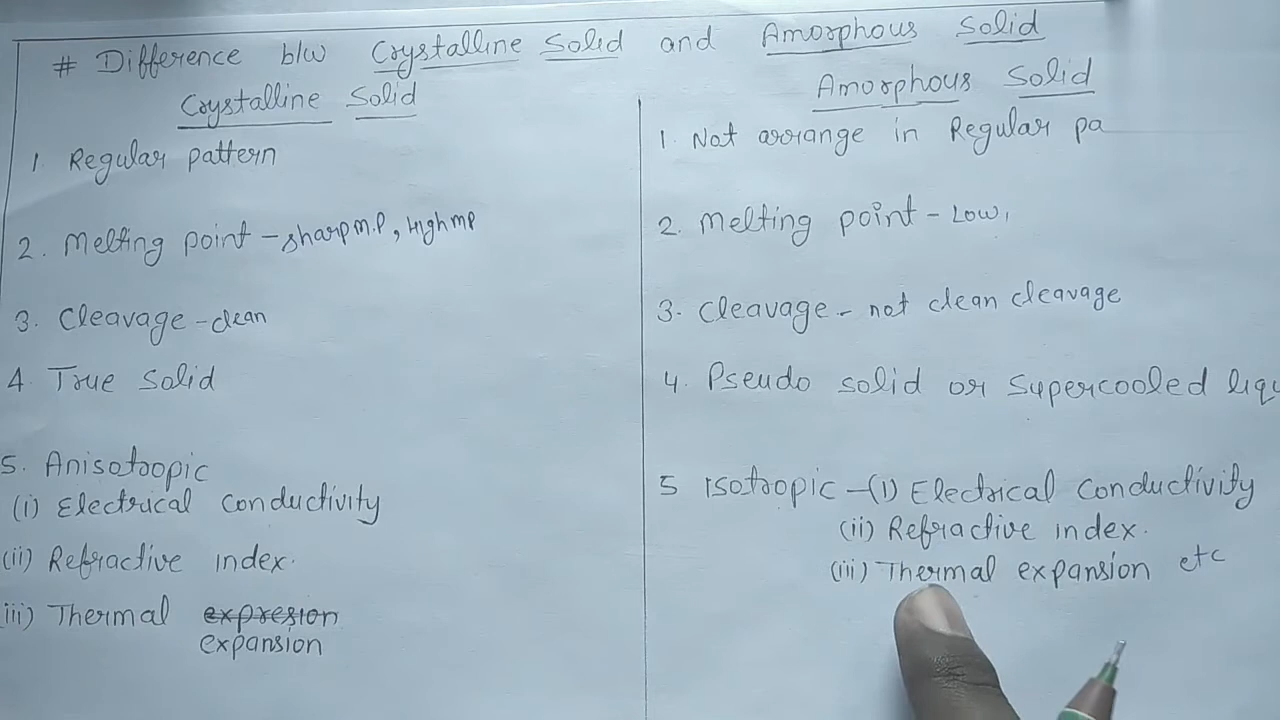 # Difference b/w Crystalline Solid and Amorphous Solid
Crystalline Solid
1. Regular pattern
2. Melting point - sharp M.P, High mp
3. Cleavage - clean
4. True solid
5. Anisotropic
(i) Electrical conductivity
(ii) Refractive index.
(iii) Thermal expresion
expansion
Amorphous Solid
1. Not arrange in Regular pa
2. Melting point - Low,
3. Cleavage - not clean cleavage
4. Pseudo solid or Supercooled liqu
5 Isotropic - (1) Electrical Conductivity
(ii) Refractive index.
(iii) Thermal expansion etc